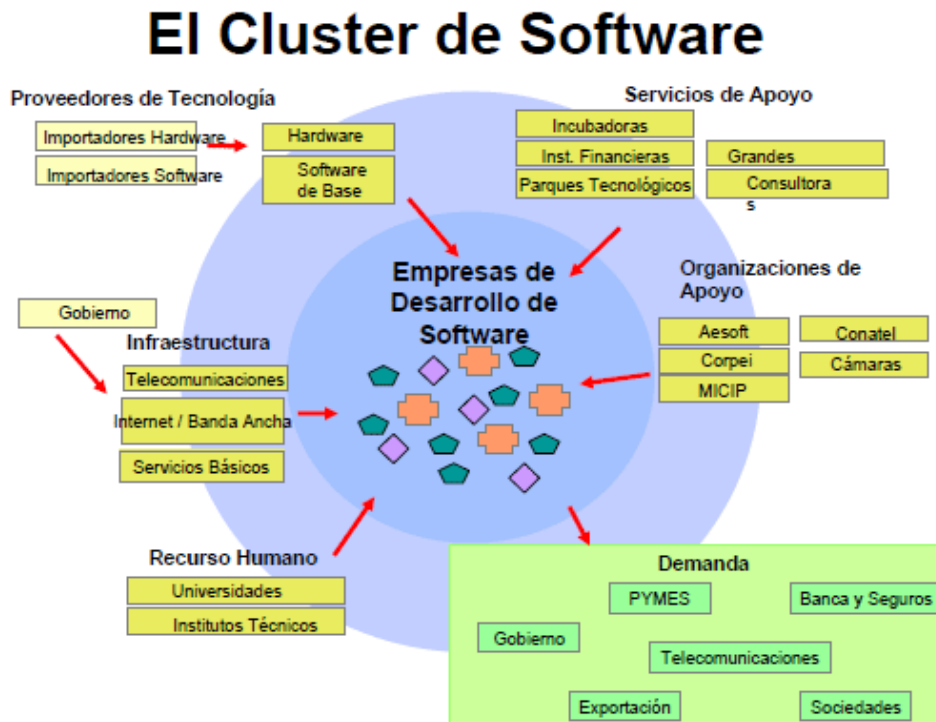 El Cluster de Software
Proveedores de Tecnología
Importadores Hardware
Importadores Software
Hardware
Software
de Base
Servicios de Apoyo
Incubadoras
Inst. Financieras
Parques Tecnológicos
Grandes
Consultora
s
Empresas de
Desarrollo de
Software
Organizaciones de
Apoyo
Aesoft
Corpei
MICIP
Conatel
Cámaras
Gobierno
Infraestructura
Telecomunicaciones
Internet / Banda Ancha
Servicios Básicos
Recurso Humano
Universidades
Institutos Técnicos
Demanda
PYMES
Banca y Seguros
Gobierno
Telecomunicaciones
Exportación
Sociedades